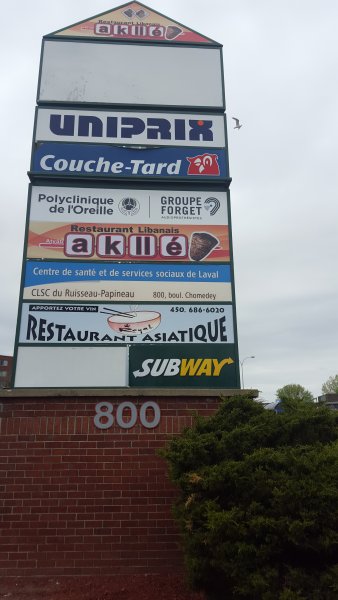 Restaurant Libanais
akllé
UNIPRIX
Couche-Tard
Polyclinique de l'Oreille
GROUPE FORGET
AUDIOPROTHÉSISTES
Restaurant Libanais
akllé
Centre de santé et de services sociaux de Laval
CLSC du Ruisseau-Papineau 800, boul. Chomedey
APPORTEZ VOTRE VIN
450. 686-6020
Royal
RESTAURANT ASIATIQUE
SUBWAY
800